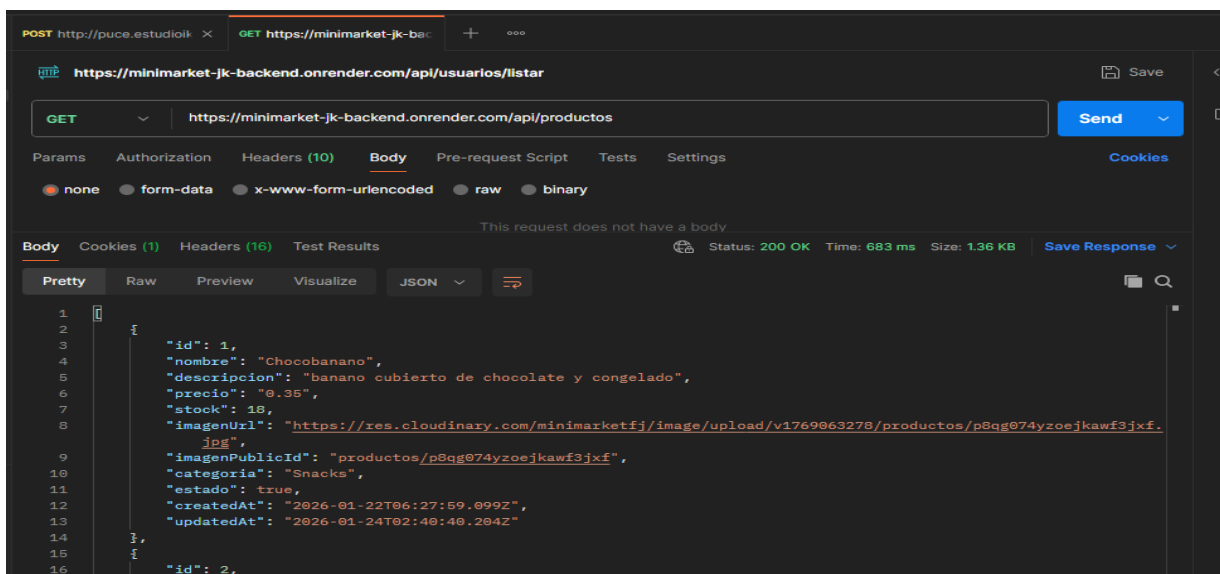 POST http://puce.estudioik GET https://minimarket-jk-bac
HTTP https://minimarket-jk-backend.onrender.com/api/usuarios/listar Save
GET https://minimarket-jk-backend.onrender.com/api/productos Send
Params Authorization Headers (10) Body Pre-request Script Tests Settings Cookies
none form-data x-www-form-urlencoded raw binary
This request does not have a body
Body Cookies (1) Headers (16) Test Results Status: 200 OK Time: 683 ms Size: 1.36 KB Save Response
Pretty Raw Preview Visualize JSON
1 [
2 {
3 "id": 1,
4 "nombre": "Chocobanano",
5 "descripcion": "banano cubierto de chocolate y congelado",
6 "precio": "0.35",
7 "stock": 18,
8 "imagenUrl": "https://res.cloudinary.com/minimarketfj/image/upload/v1769063278/productos/p8qg074yzoejkawf3jxf.
jpg",
9 "imagenPublicId": "productos/p8qg074yzoejkawf3jxf",
10 "categoria": "Snacks",
11 "estado": true,
12 "createdAt": "2026-01-22T06:27:59.099Z",
13 "updatedAt": "2026-01-24T02:40:40.204Z"
14 },
15 {
16 "id": 2,